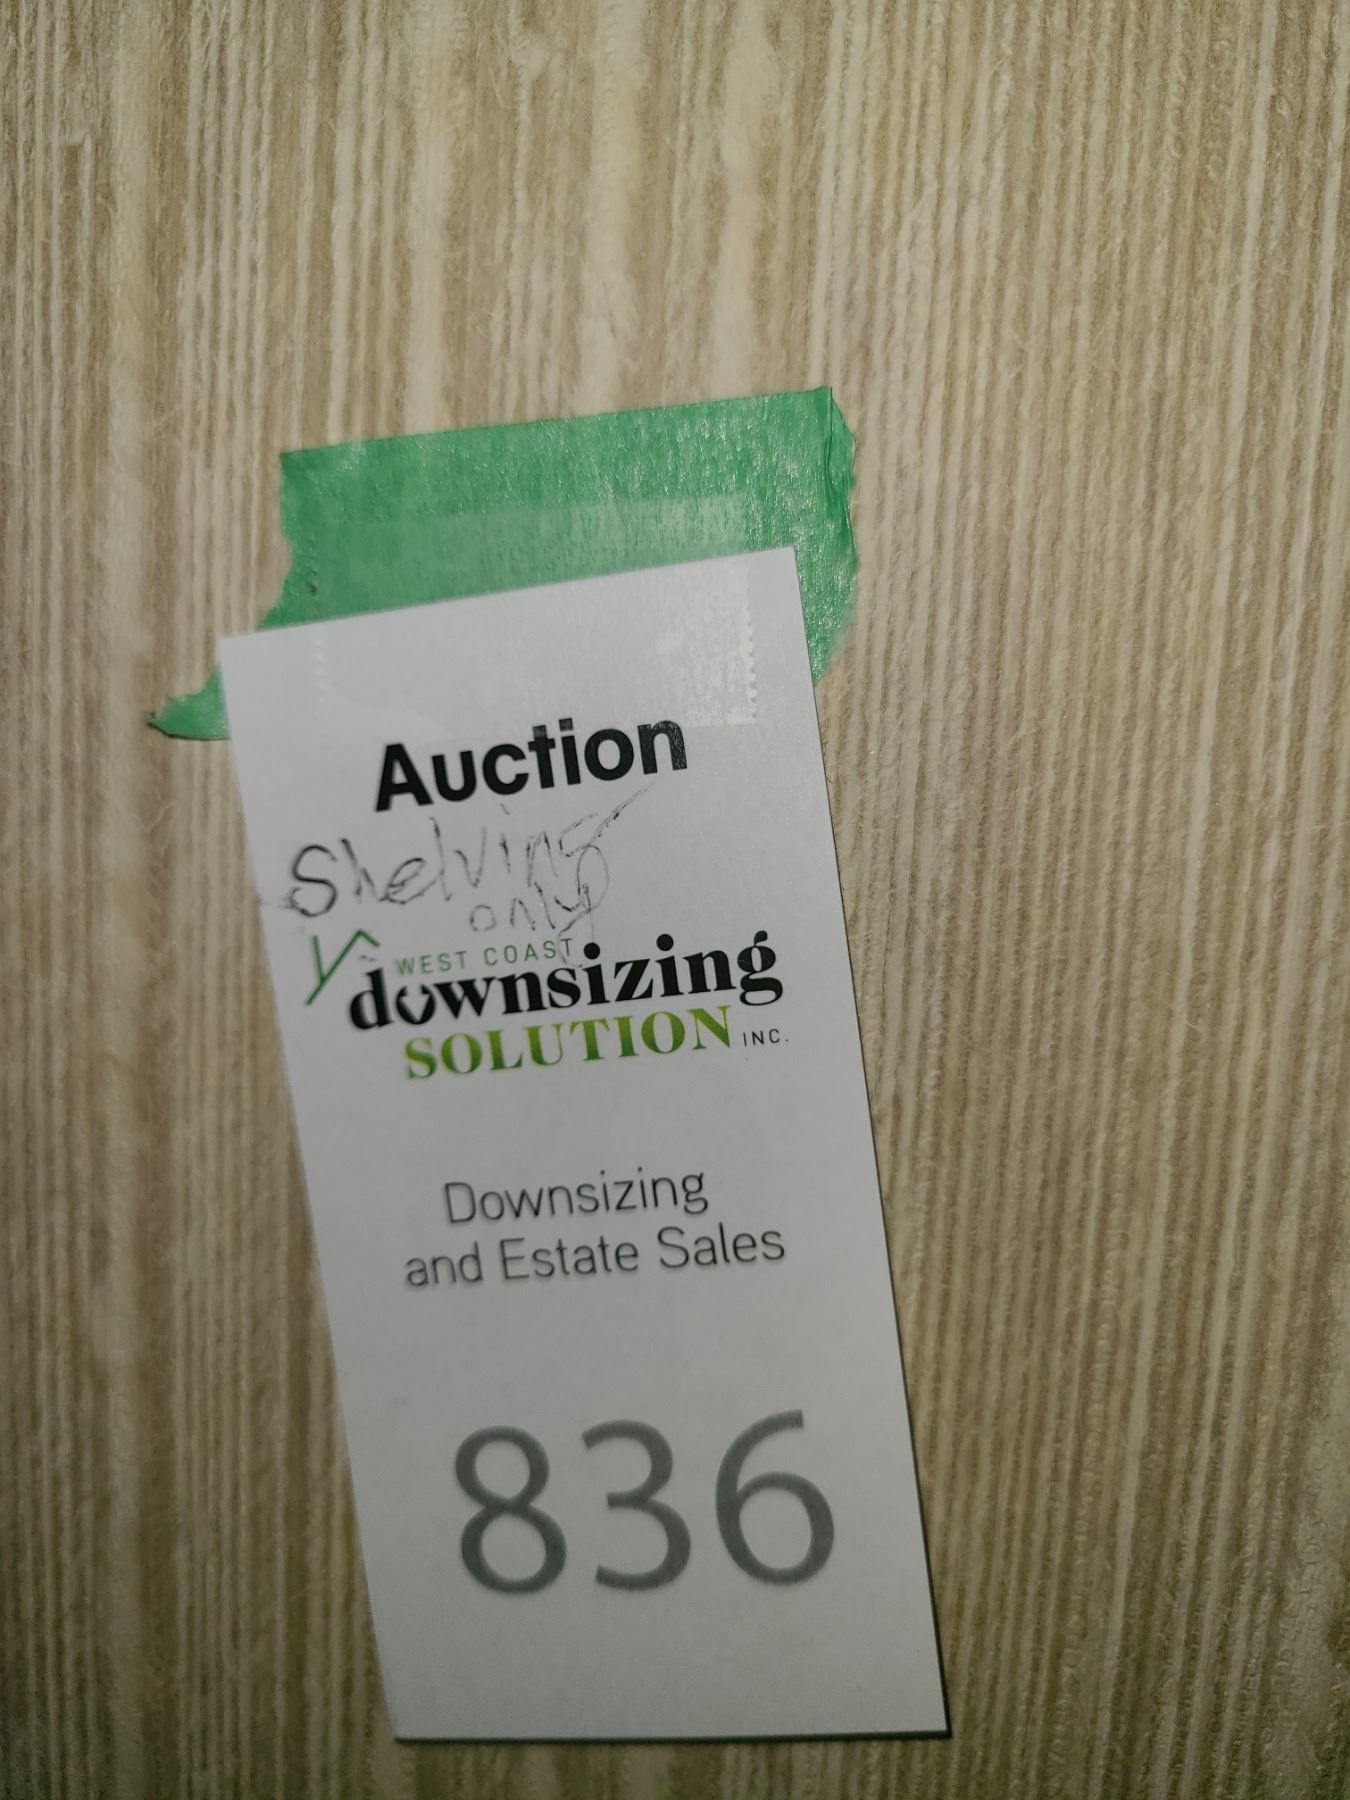 Auction
Shelving
only
WEST COAST
downsizing
SOLUTION INC.
Downsizing
and Estate Sales
836